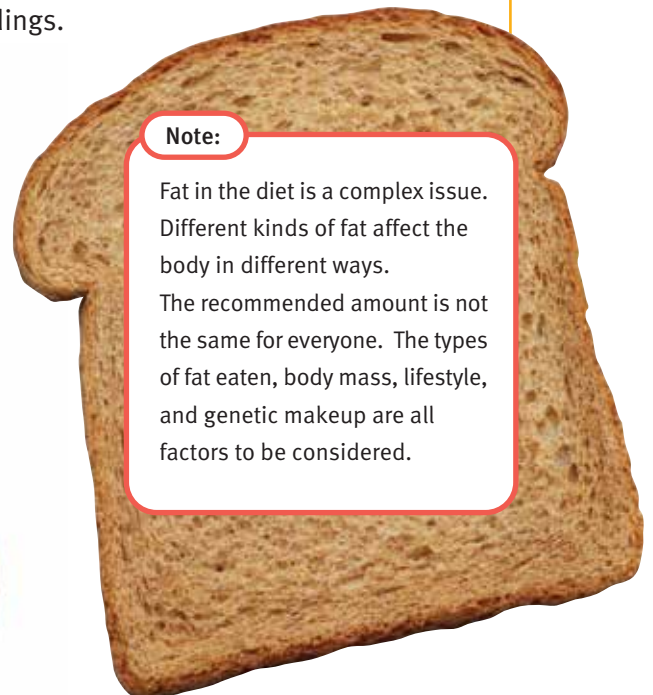 dlings.
Note:
Fat in the diet is a complex issue.
Different kinds of fat affect the
body in different ways.
The recommended amount is not
the same for everyone.  The types
of fat eaten, body mass, lifestyle,
and genetic makeup are all
factors to be considered.